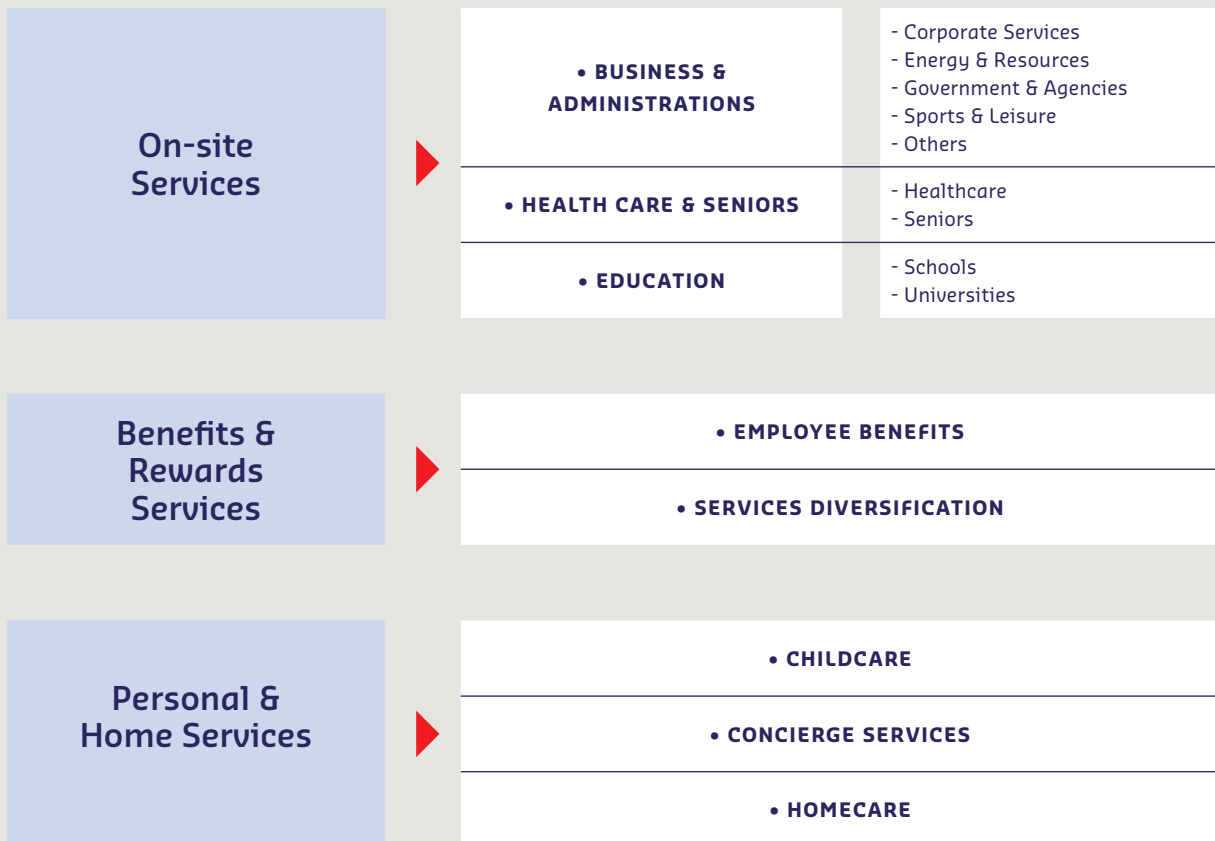 On-site
Services
• BUSINESS &
ADMINISTRATIONS
- Corporate Services
- Energy & Resources
- Government & Agencies
- Sports & Leisure
- Others
• HEALTH CARE & SENIORS
- Healthcare
- Seniors
• EDUCATION
- Schools
- Universities
Benefits &
Rewards
Services
• EMPLOYEE BENEFITS
• SERVICES DIVERSIFICATION
Personal &
Home Services
• CHILDCARE
• CONCIERGE SERVICES
• HOMECARE